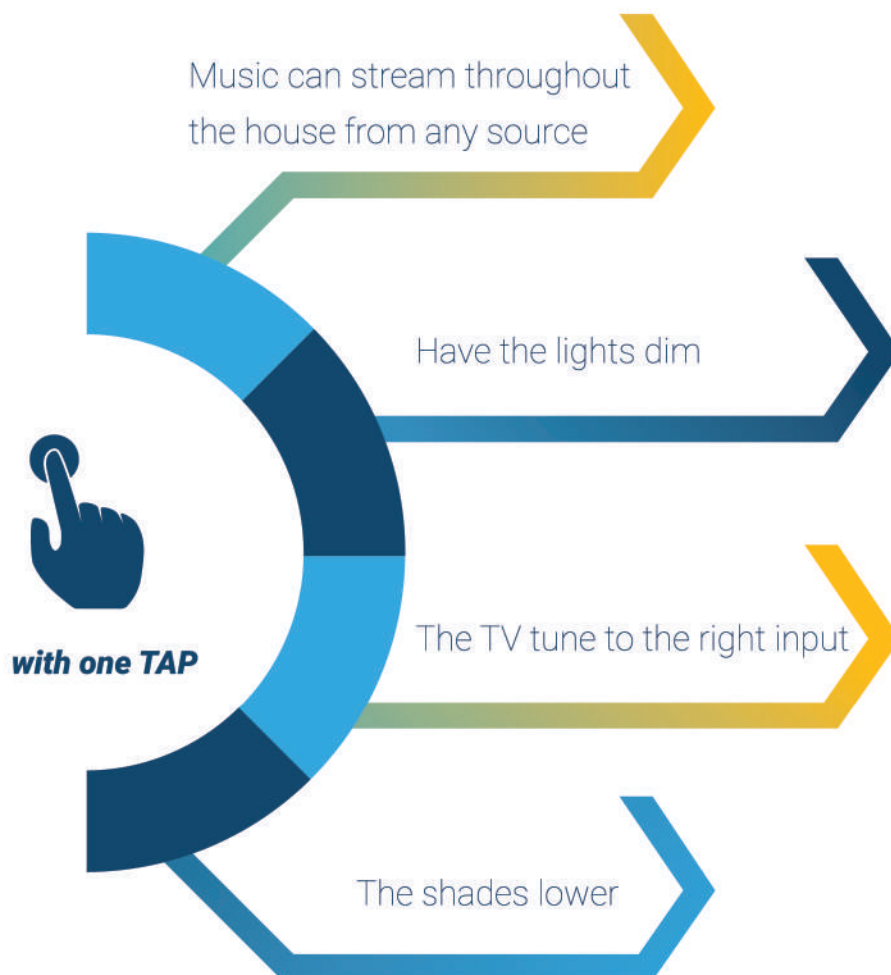 Music can stream throughout
the house from any source
Have the lights dim
with one TAP
The TV tune to the right input
The shades lower